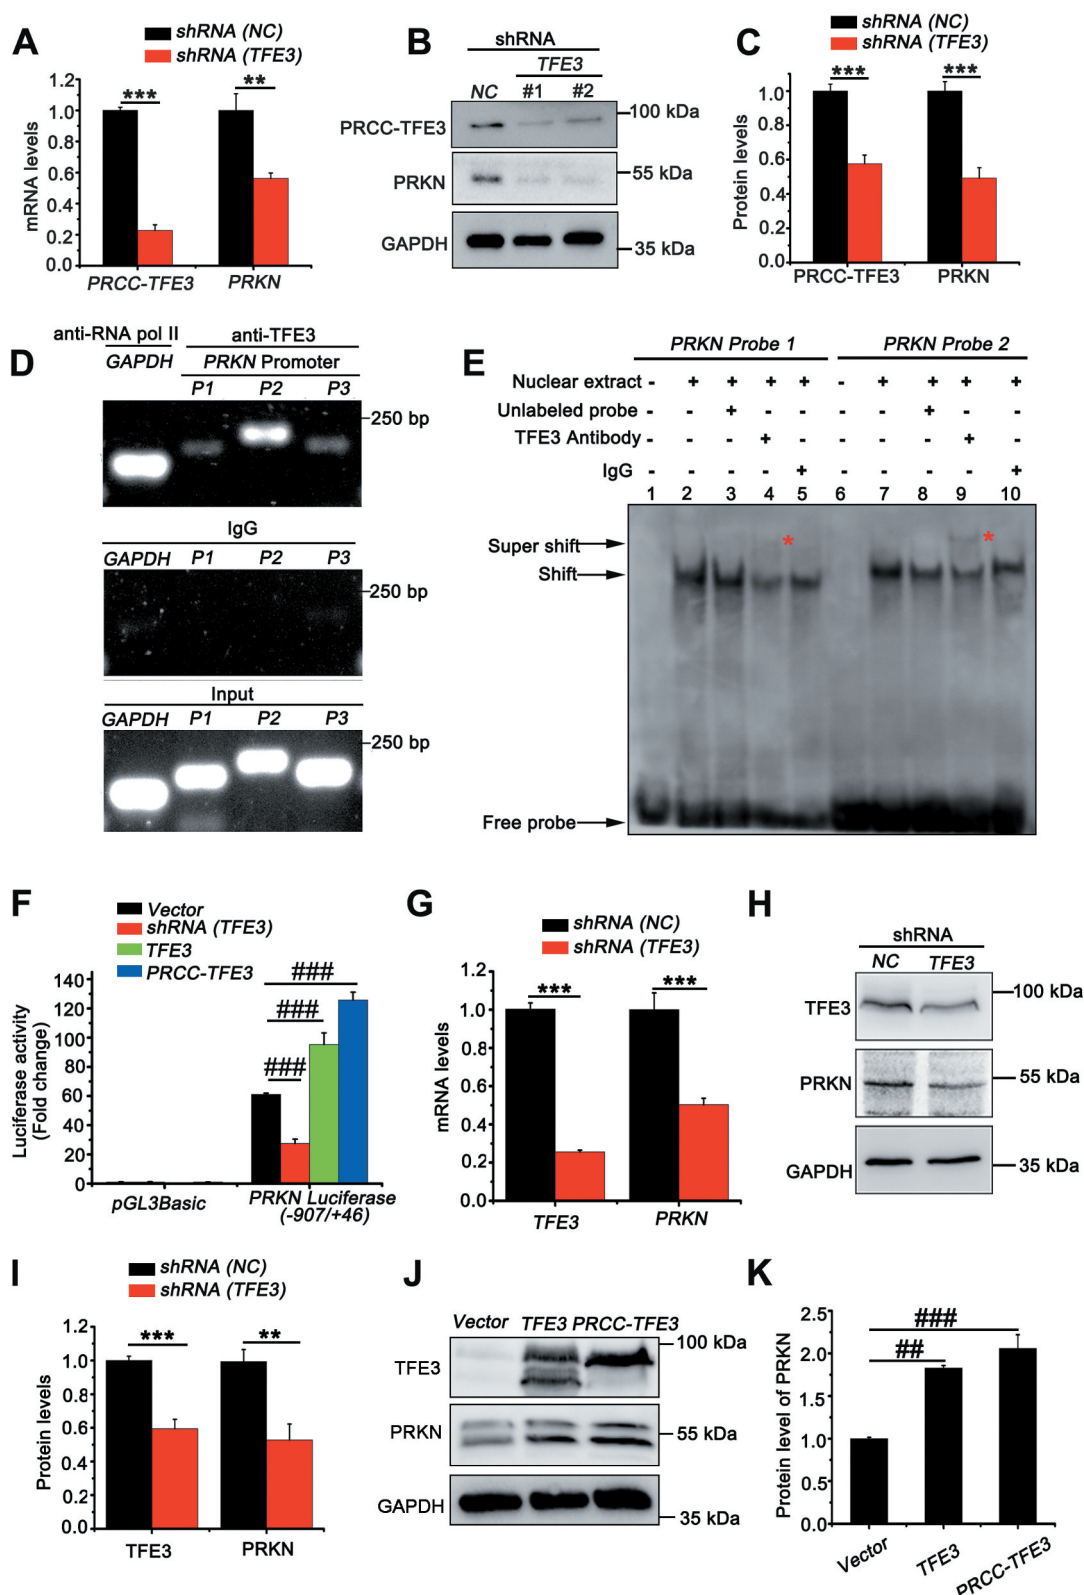 A
shRNA (NC)
shRNA (TFE3)
mRNA levels
1.2
1.0
0.8
0.6
0.4
0.2
0.0
***
**
PRCC-TFE3
PRKN
B
shRNA
TFE3
NC #1 #2
PRCC-TFE3
100 kDa
PRKN
55 kDa
GAPDH
35 kDa
C
shRNA (NC)
shRNA (TFE3)
Protein levels
1.0
0.8
0.6
0.4
0.2
0.0
***
***
PRCC-TFE3
PRKN
D
anti-RNA pol II
anti-TFE3
GAPDH
PRKN Promoter
P1 P2 P3
250 bp
IgG
GAPDH P1 P2 P3
250 bp
Input
GAPDH P1 P2 P3
250 bp
E
PRKN Probe 1
PRKN Probe 2
Nuclear extract - + + + + - + + + +
Unlabeled probe - - + - - - - + - -
TFE3 Antibody - - - + - - - - + -
IgG - - - - + - - - - +
1 2 3 4 5 6 7 8 9 10
Super shift
*
*
Shift
Free probe
F
Vector
shRNA (TFE3)
TFE3
PRCC-TFE3
Luciferase activity
(Fold change)
140
120
100
80
60
40
20
0
###
###
###
pGL3Basic
PRKN Luciferase
(-907/+46)
G
shRNA (NC)
shRNA (TFE3)
mRNA levels
1.2
1.0
0.8
0.6
0.4
0.2
0.0
***
***
TFE3
PRKN
H
shRNA
NC TFE3
TFE3
100 kDa
PRKN
55 kDa
GAPDH
35 kDa
I
shRNA (NC)
shRNA (TFE3)
Protein levels
1.2
1.0
0.8
0.6
0.4
0.2
0.0
***
**
TFE3
PRKN
J
Vector TFE3 PRCC-TFE3
TFE3
100 kDa
PRKN
55 kDa
GAPDH
35 kDa
K
Protein level of PRKN
2.5
2.0
1.5
1.0
0.5
0.0
##
###
Vector
TFE3
PRCC-TFE3